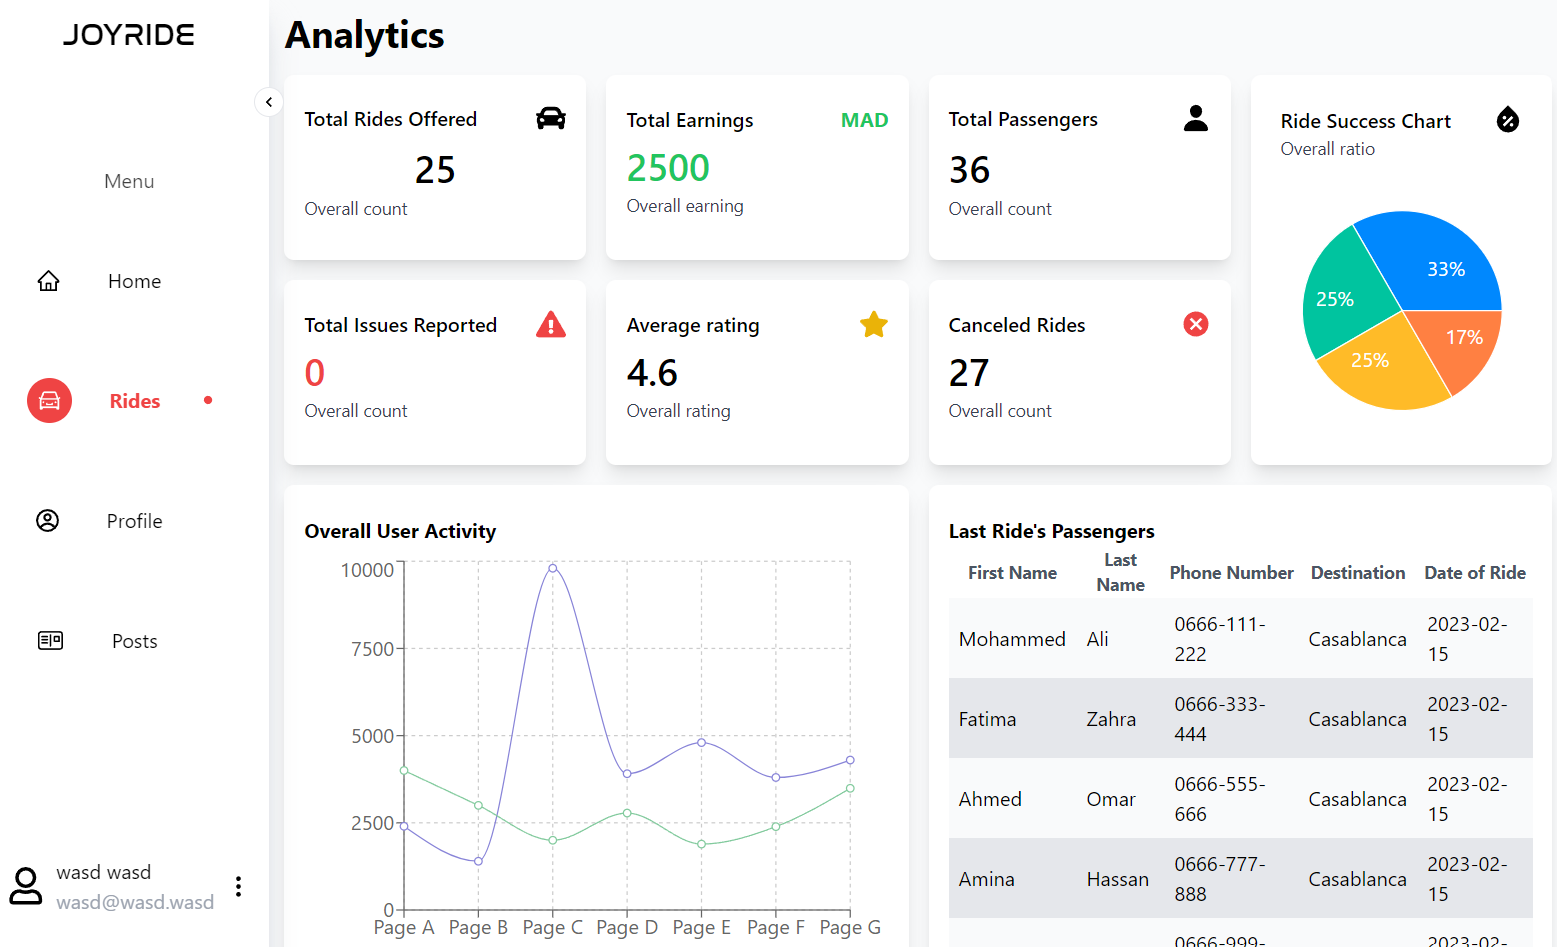 JOYRIDE
Menu
Home
Rides
Profile
Posts
wasd wasd
wasd@wasd.wasd
Analytics
Total Rides Offered
25
Overall count
Total Earnings
MAD
2500
Overall earning
Total Passengers
36
Overall count
Ride Success Chart
Overall ratio
33%
25%
17%
25%
Total Issues Reported
0
Overall count
Average rating
4.6
Overall rating
Canceled Rides
27
Overall count
Overall User Activity
10000
7500
5000
2500
0
Page A Page B Page C Page D Page E Page F Page G
Last Ride's Passengers
First Name Last Name Phone Number Destination Date of Ride
Mohammed Ali 0666-111-222 Casablanca 2023-02-15
Fatima Zahra 0666-333-444 Casablanca 2023-02-15
Ahmed Omar 0666-555-666 Casablanca 2023-02-15
Amina Hassan 0666-777-888 Casablanca 2023-02-15
0666-999- 2023-02-